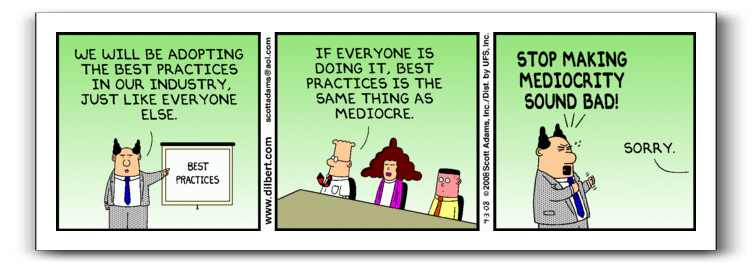 WE WILL BE ADOPTING
THE BEST PRACTICES
IN OUR INDUSTRY,
JUST LIKE EVERYONE
ELSE.
BEST
PRACTICES
www.dilbert.com
scottadams@aol.com
IF EVERYONE IS
DOING IT, BEST
PRACTICES IS THE
SAME THING AS
MEDIOCRE.
9-3-08 ©2008 Scott Adams, Inc./Dist. by UFS, Inc.
STOP MAKING
MEDIOCRITY
SOUND BAD!
SORRY.